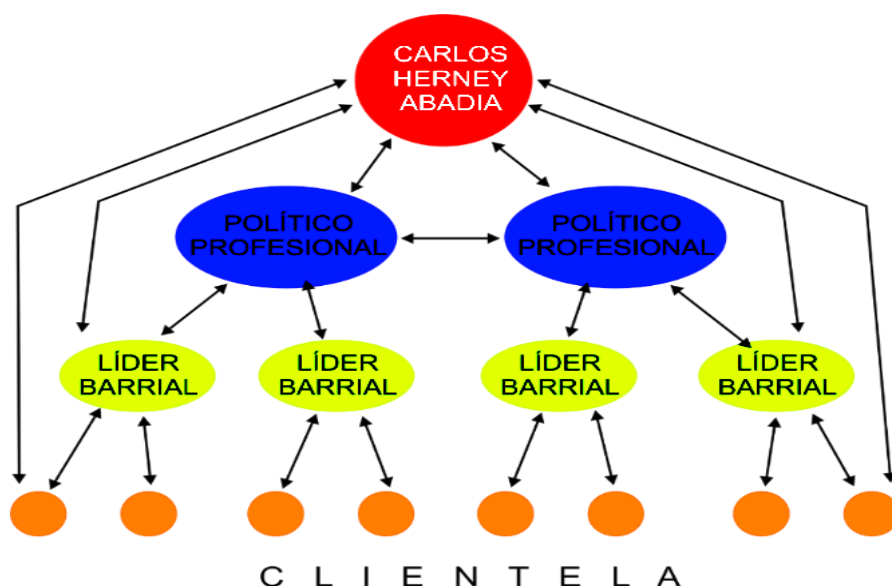 CARLOS
HERNEY
ABADIA
POLÍTICO
PROFESIONAL
POLÍTICO
PROFESIONAL
LÍDER
BARRIAL
LÍDER
BARRIAL
LÍDER
BARRIAL
LÍDER
BARRIAL
C L I E N T E L A